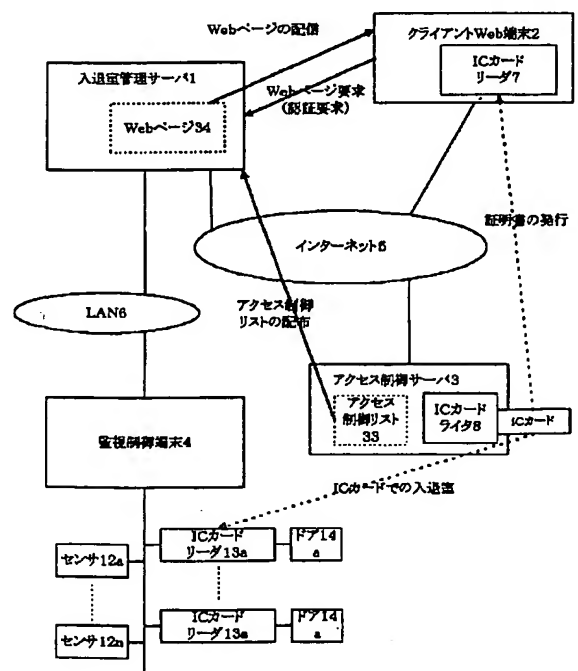 Webページの配信
クライアントWeb端末2
ICカード
リーダ7
入退室管理サーバ1
Webページ34
Webページ要求
(認証要求)
証明書の発行
インターネット5
アクセス制御
リストの配布
LAN6
アクセス制御サーバ3
アクセス
制御リスト
33
ICカード
ライタ8
ICカード
監視制御端末4
ICカードでの入退室
センサ12a
ICカード
リーダ13a
ドア14
a
センサ12n
ICカード
リーダ13a
ドア14
a